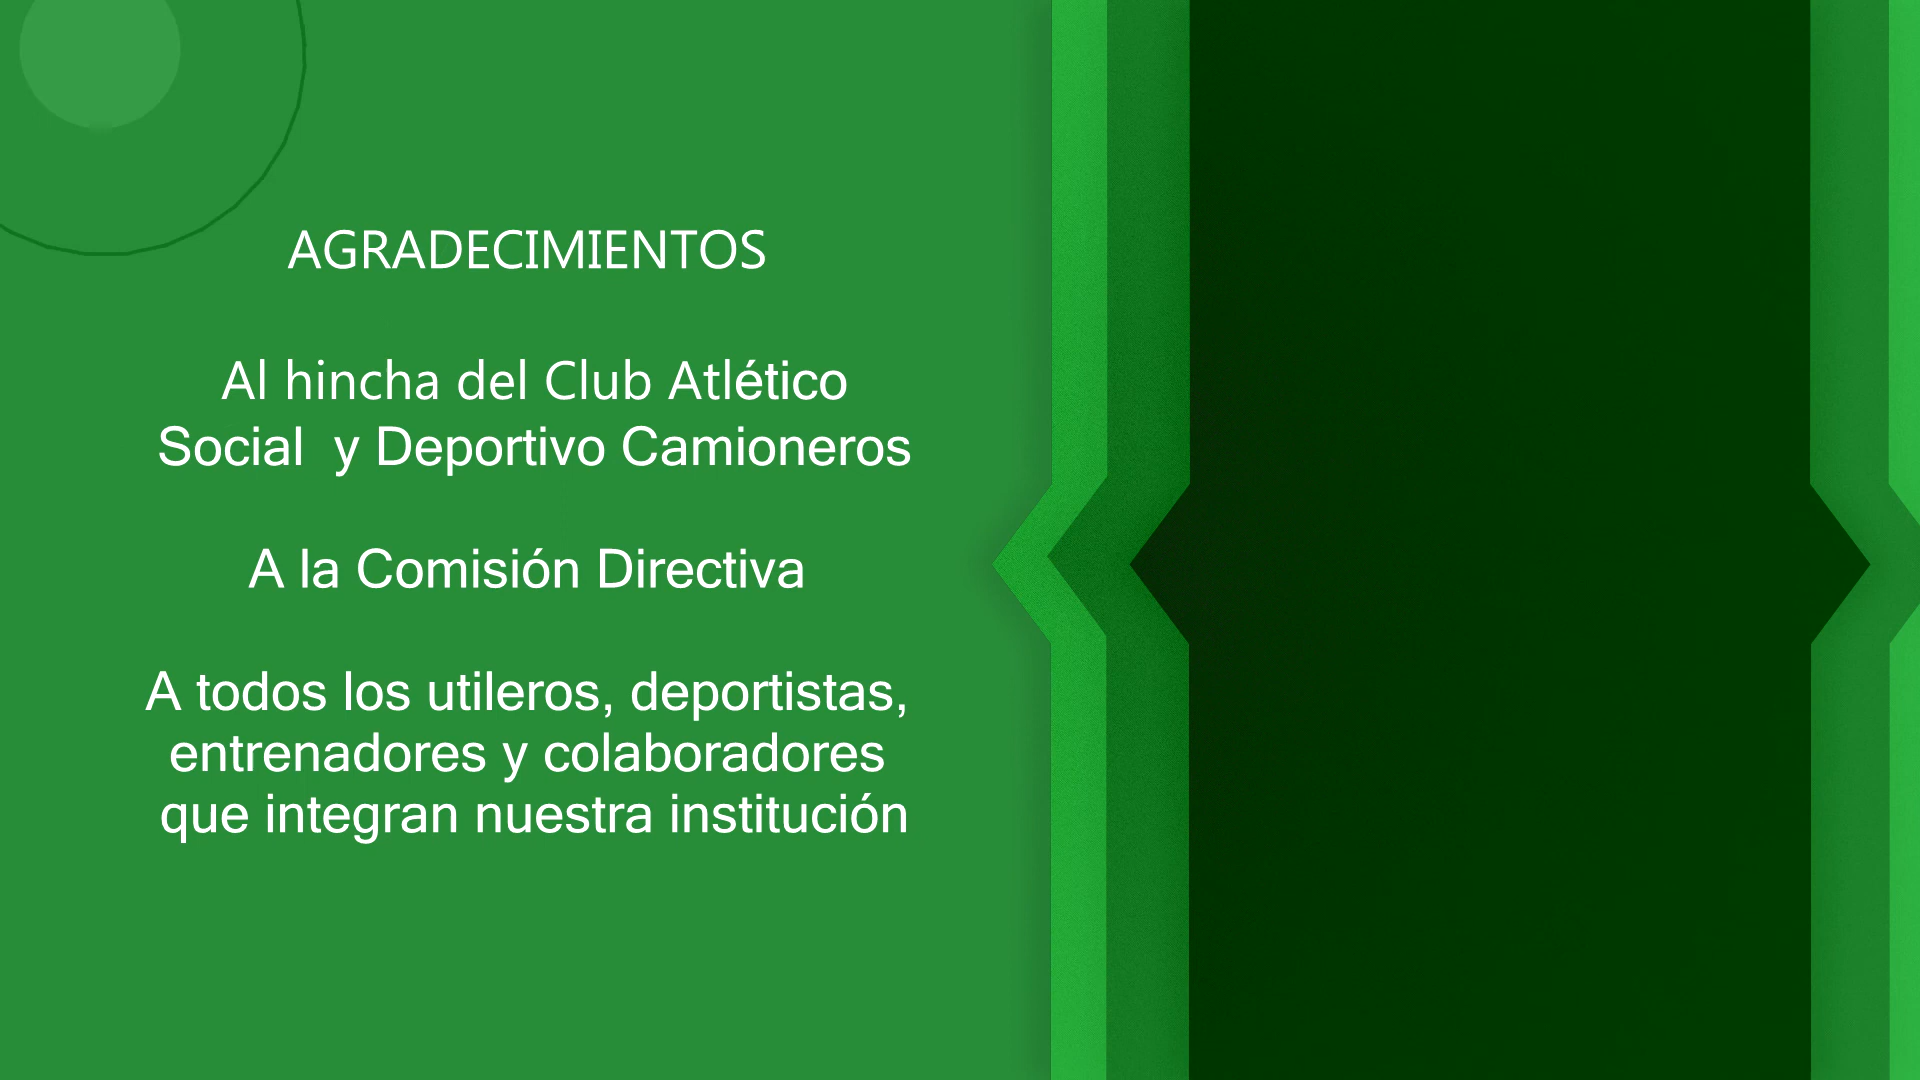 AGRADECIMIENTOS
Al hincha del Club Atlético
Social  y Deportivo Camioneros
A la Comisión Directiva
A todos los utileros, deportistas,
entrenadores y colaboradores
que integran nuestra institución